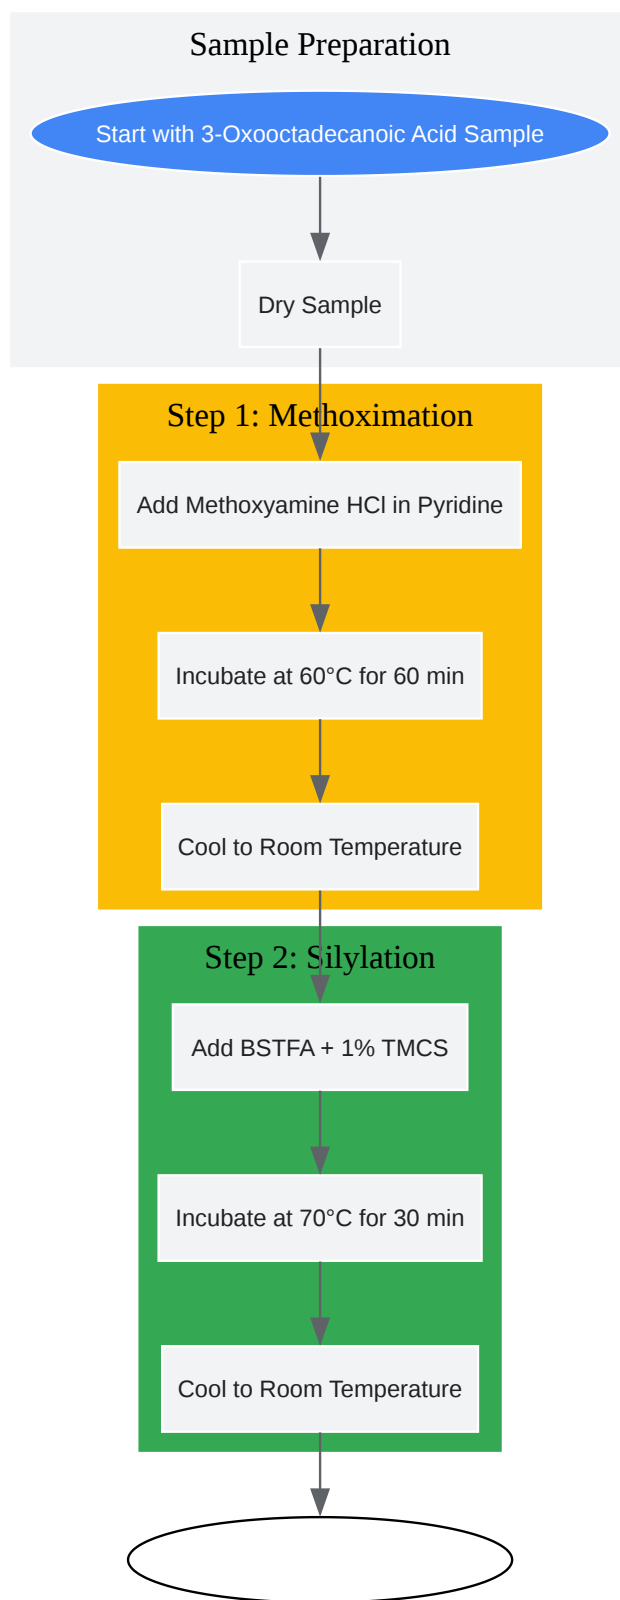 Sample Preparation
Start with 3-Oxooctadecanoic Acid Sample
Dry Sample
Step 1: Methoximation
Add Methoxyamine HCl in Pyridine
Incubate at 60°C for 60 min
Cool to Room Temperature
Step 2: Silylation
Add BSTFA + 1% TMCS
Incubate at 70°C for 30 min
Cool to Room Temperature